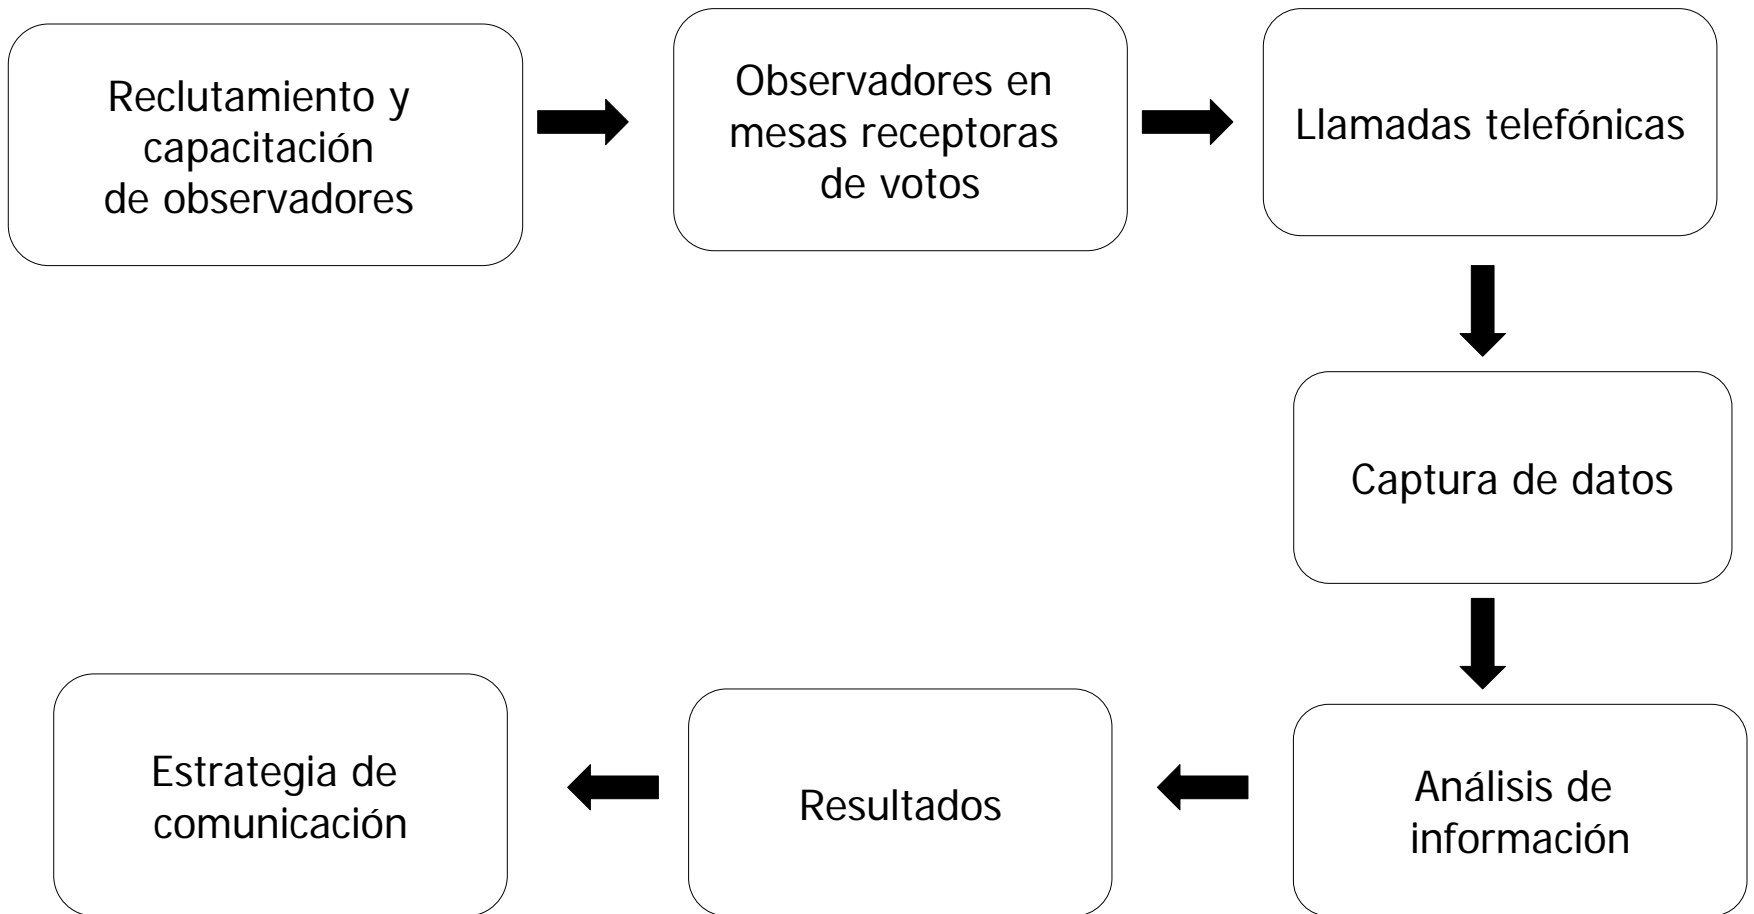 Reclutamiento y
capacitación
de observadores
Observadores en
mesas receptoras
de votos
Llamadas telefónicas
Captura de datos
Análisis de
información
Resultados
Estrategia de
comunicación